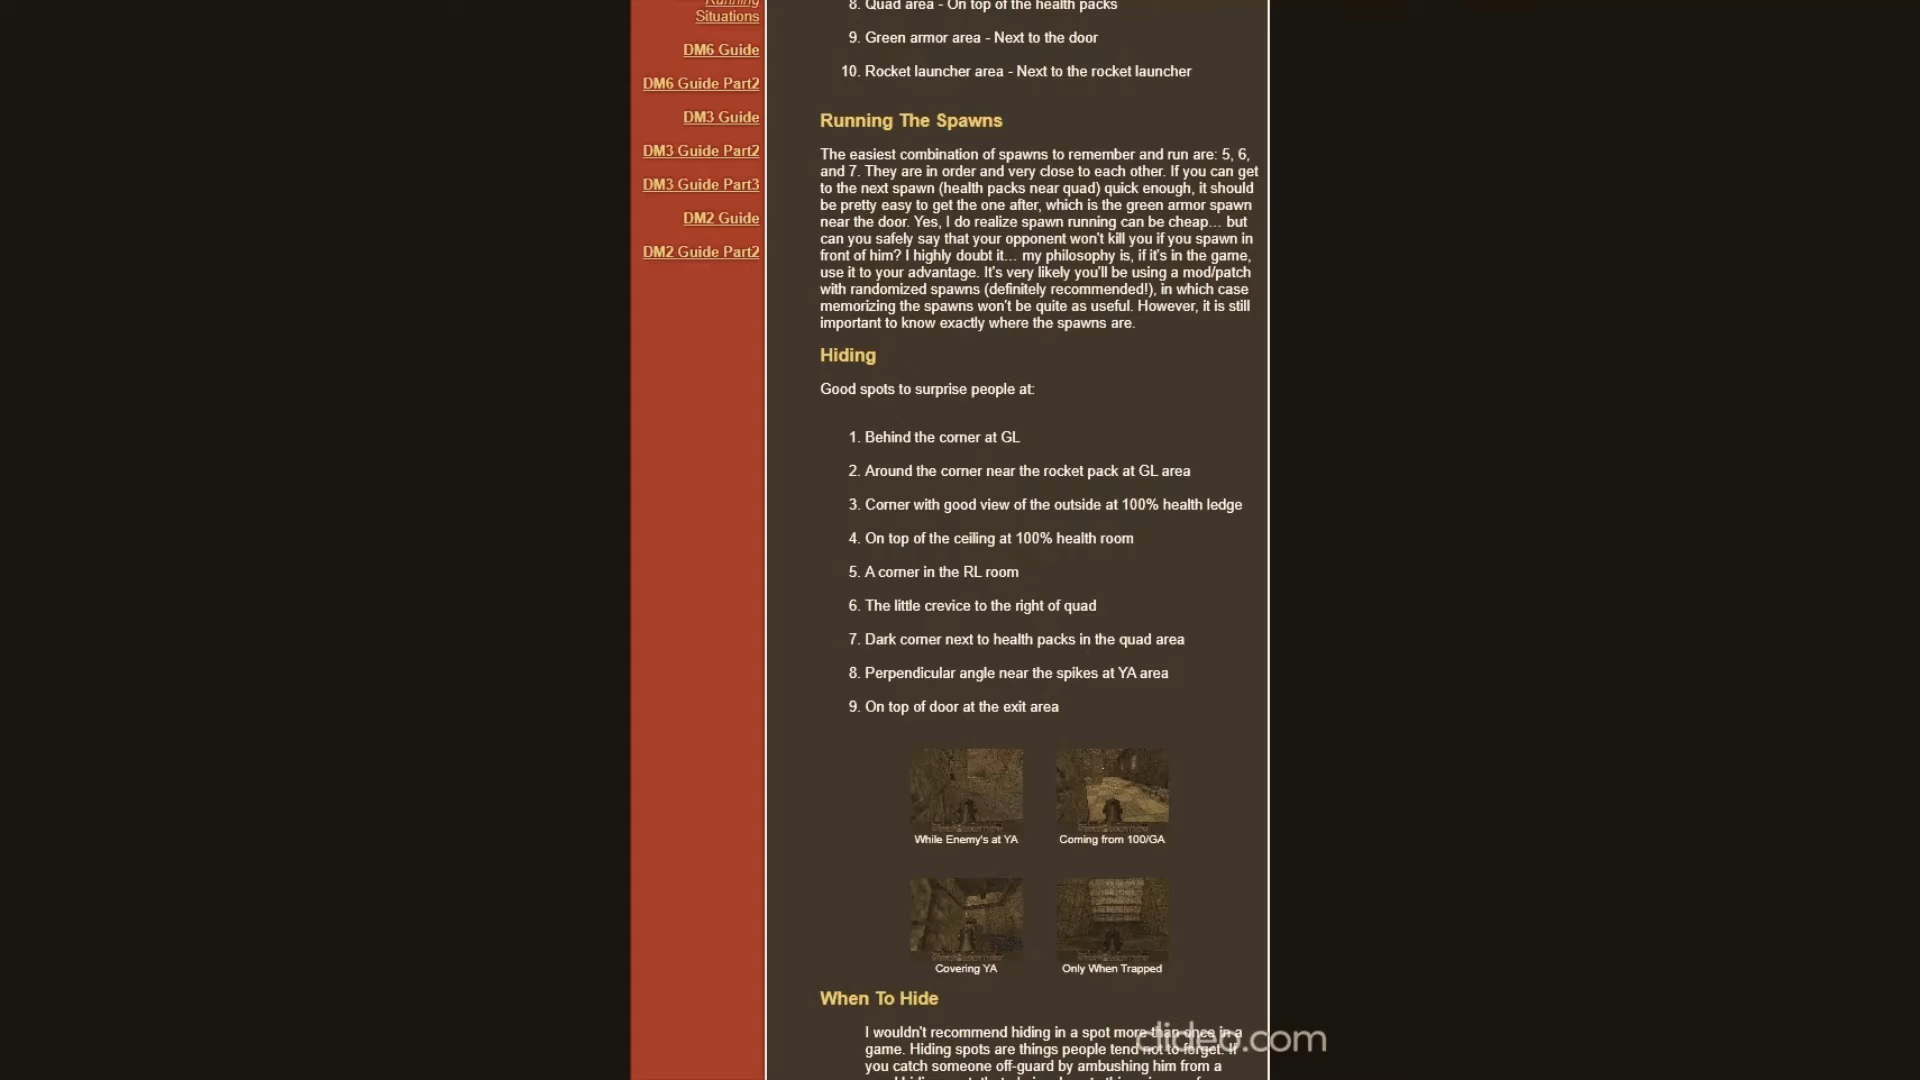 Running
Situations
DM6 Guide
DM6 Guide Part2
DM3 Guide
DM3 Guide Part2
DM3 Guide Part3
DM2 Guide
DM2 Guide Part2
8. Quad area - On top of the health packs
9. Green armor area - Next to the door
10. Rocket launcher area - Next to the rocket launcher
Running The Spawns
The easiest combination of spawns to remember and run are: 5, 6,
and 7. They are in order and very close to each other. If you can get
to the next spawn (health packs near quad) quick enough, it should
be pretty easy to get the one after, which is the green armor spawn
near the door. Yes, I do realize spawn running can be cheap... but
can you safely say that your opponent won't kill you if you spawn in
front of him? I highly doubt it... my philosophy is, if it's in the game,
use it to your advantage. It's very likely you'll be using a mod/patch
with randomized spawns (definitely recommended!), in which case
memorizing the spawns won't be quite as useful. However, it is still
important to know exactly where the spawns are.
Hiding
Good spots to surprise people at:
1. Behind the corner at GL
2. Around the corner near the rocket pack at GL area
3. Corner with good view of the outside at 100% health ledge
4. On top of the ceiling at 100% health room
5. A corner in the RL room
6. The little crevice to the right of quad
7. Dark corner next to health packs in the quad area
8. Perpendicular angle near the spikes at YA area
9. On top of door at the exit area
While Enemy's at YA
Coming from 100/GA
Covering YA
Only When Trapped
When To Hide
I wouldn't recommend hiding in a spot more than once in a
game. Hiding spots are things people tend not to forget. If
you catch someone off-guard by ambushing him from a
clideo.com